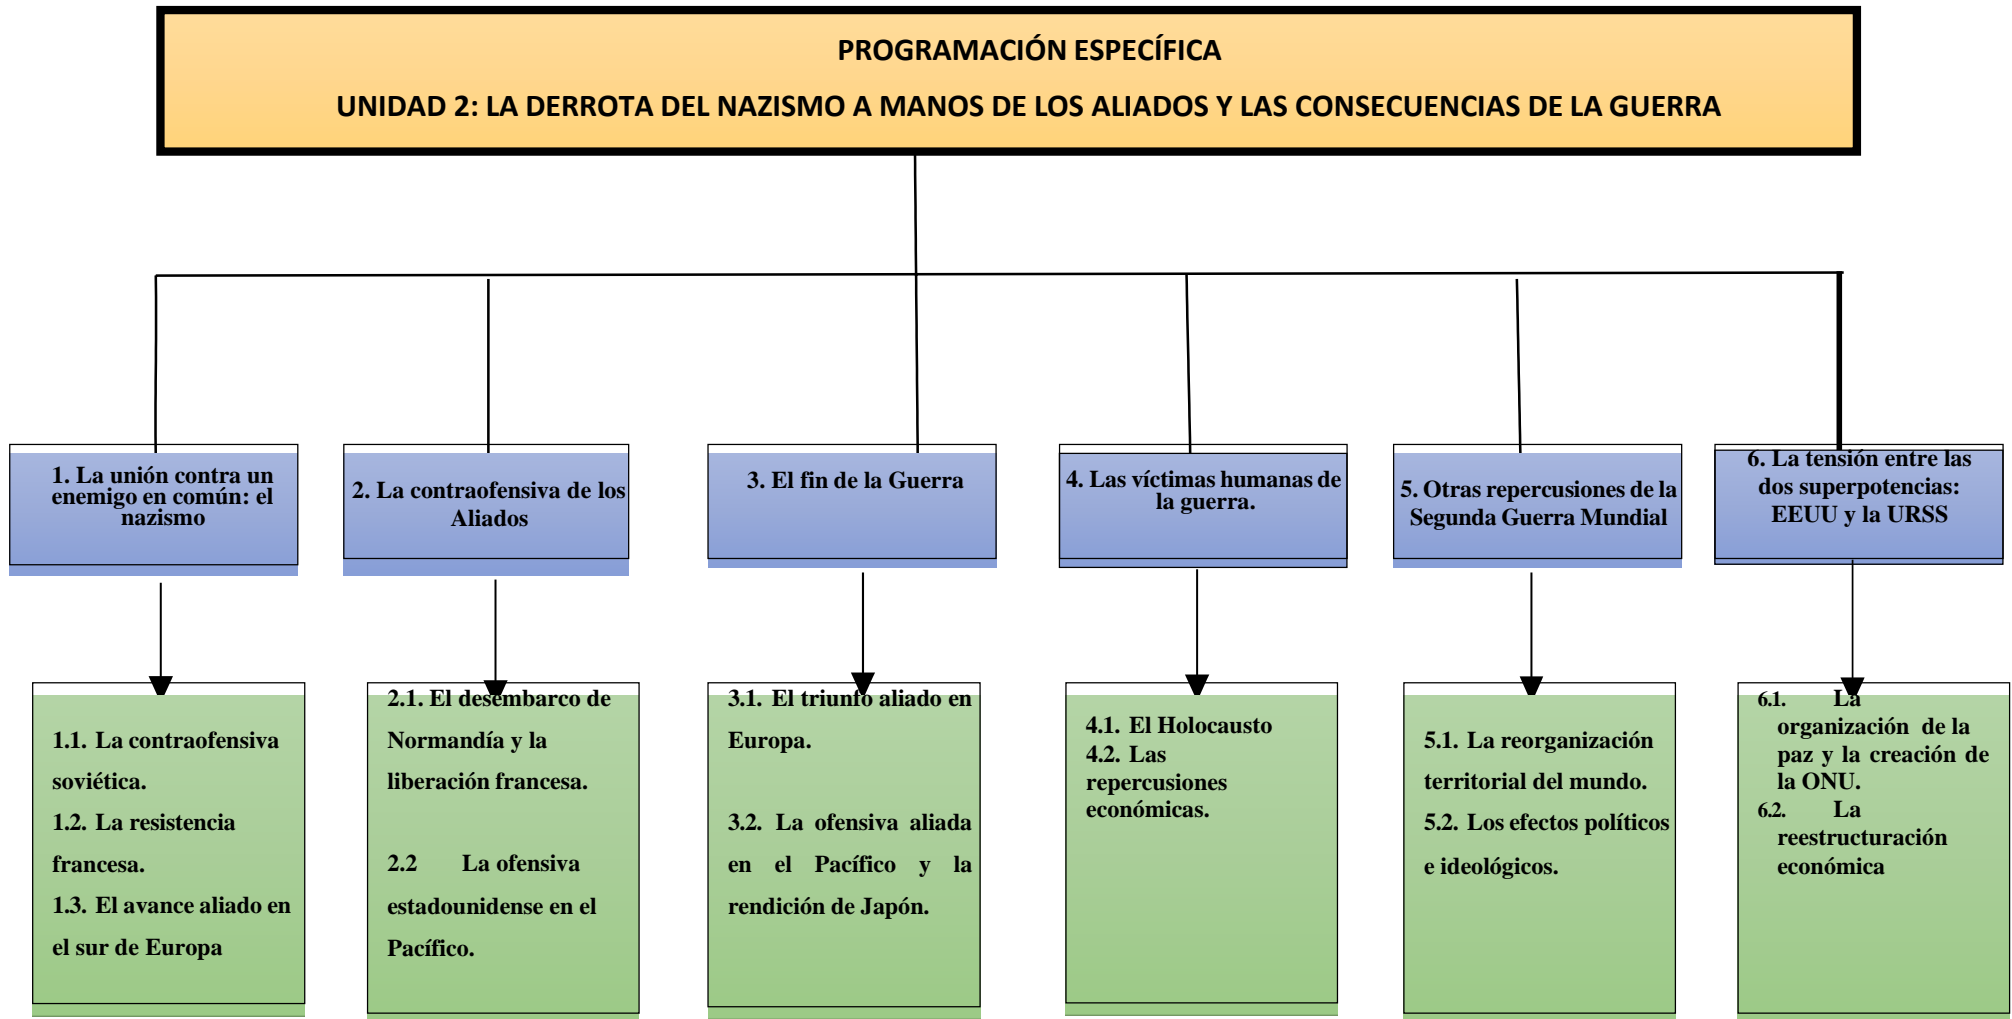 PROGRAMACIÓN ESPECÍFICA
UNIDAD 2: LA DERROTA DEL NAZISMO A MANOS DE LOS ALIADOS Y LAS CONSECUENCIAS DE LA GUERRA
1. La unión contra un
enemigo en común: el
nazismo
2. La contraofensiva de los
Aliados
3. El fin de la Guerra
4. Las víctimas humanas de
la guerra.
5. Otras repercusiones de la
Segunda Guerra Mundial
6. La tensión entre las
dos superpotencias:
EEUU y la URSS
1.1. La contraofensiva
soviética.
1.2. La resistencia
francesa.
1.3. El avance aliado en
el sur de Europa
2.1. El desembarco de
Normandía y la
liberación francesa.
2.2 La ofensiva
estadounidense en el
Pacífico.
3.1. El triunfo aliado en
Europa.
3.2. La ofensiva aliada
en el Pacífico y la
rendición de Japón.
4.1. El Holocausto
4.2. Las
repercusiones
económicas.
5.1. La reorganización
territorial del mundo.
5.2. Los efectos políticos
e ideológicos.
6.1. La
organización de la
paz y la creación de
la ONU.
6.2. La
reestructuración
económica